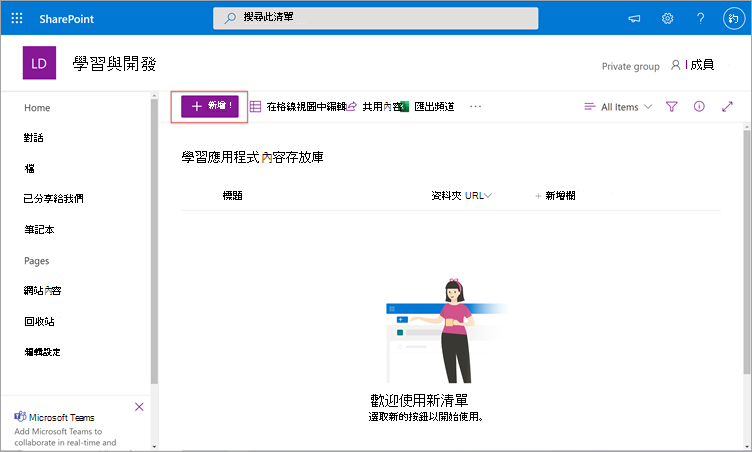 SharePoint
搜尋此清單
?
釣
LD
學習與開發
Private group
1 成員
Home
對話
檔
已分享給我們
筆記本
Pages
網站內容
回收站
編輯設定
Microsoft Teams
Add Microsoft Teams to
collaborate in real-time and
+ 新增！
在格線視圖中編輯
共用內容
匯出頻道
...
All Items
學習應用程式內容存放庫
標題
資料夾 URL
+ 新增欄
歡迎使用新清單
選取新的按鈕以開始使用。